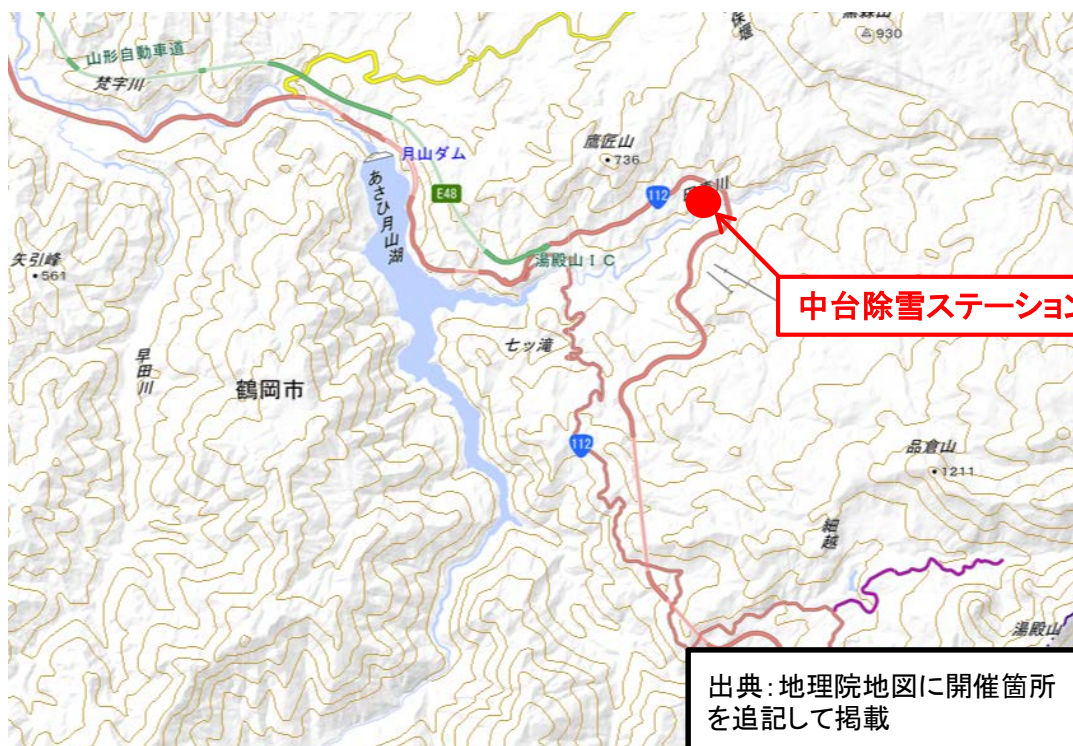 山形自動車道
梵字川
930
鷹匠山
736
112
月山ダム
E48
あさひ月山湖
湯殿山IC
矢引峰
561
中台除雪ステーション
七ッ滝
早田川
鶴岡市
112
品倉山
1211
細越
湯殿山
出典:地理院地図に開催箇所
を追記して掲載